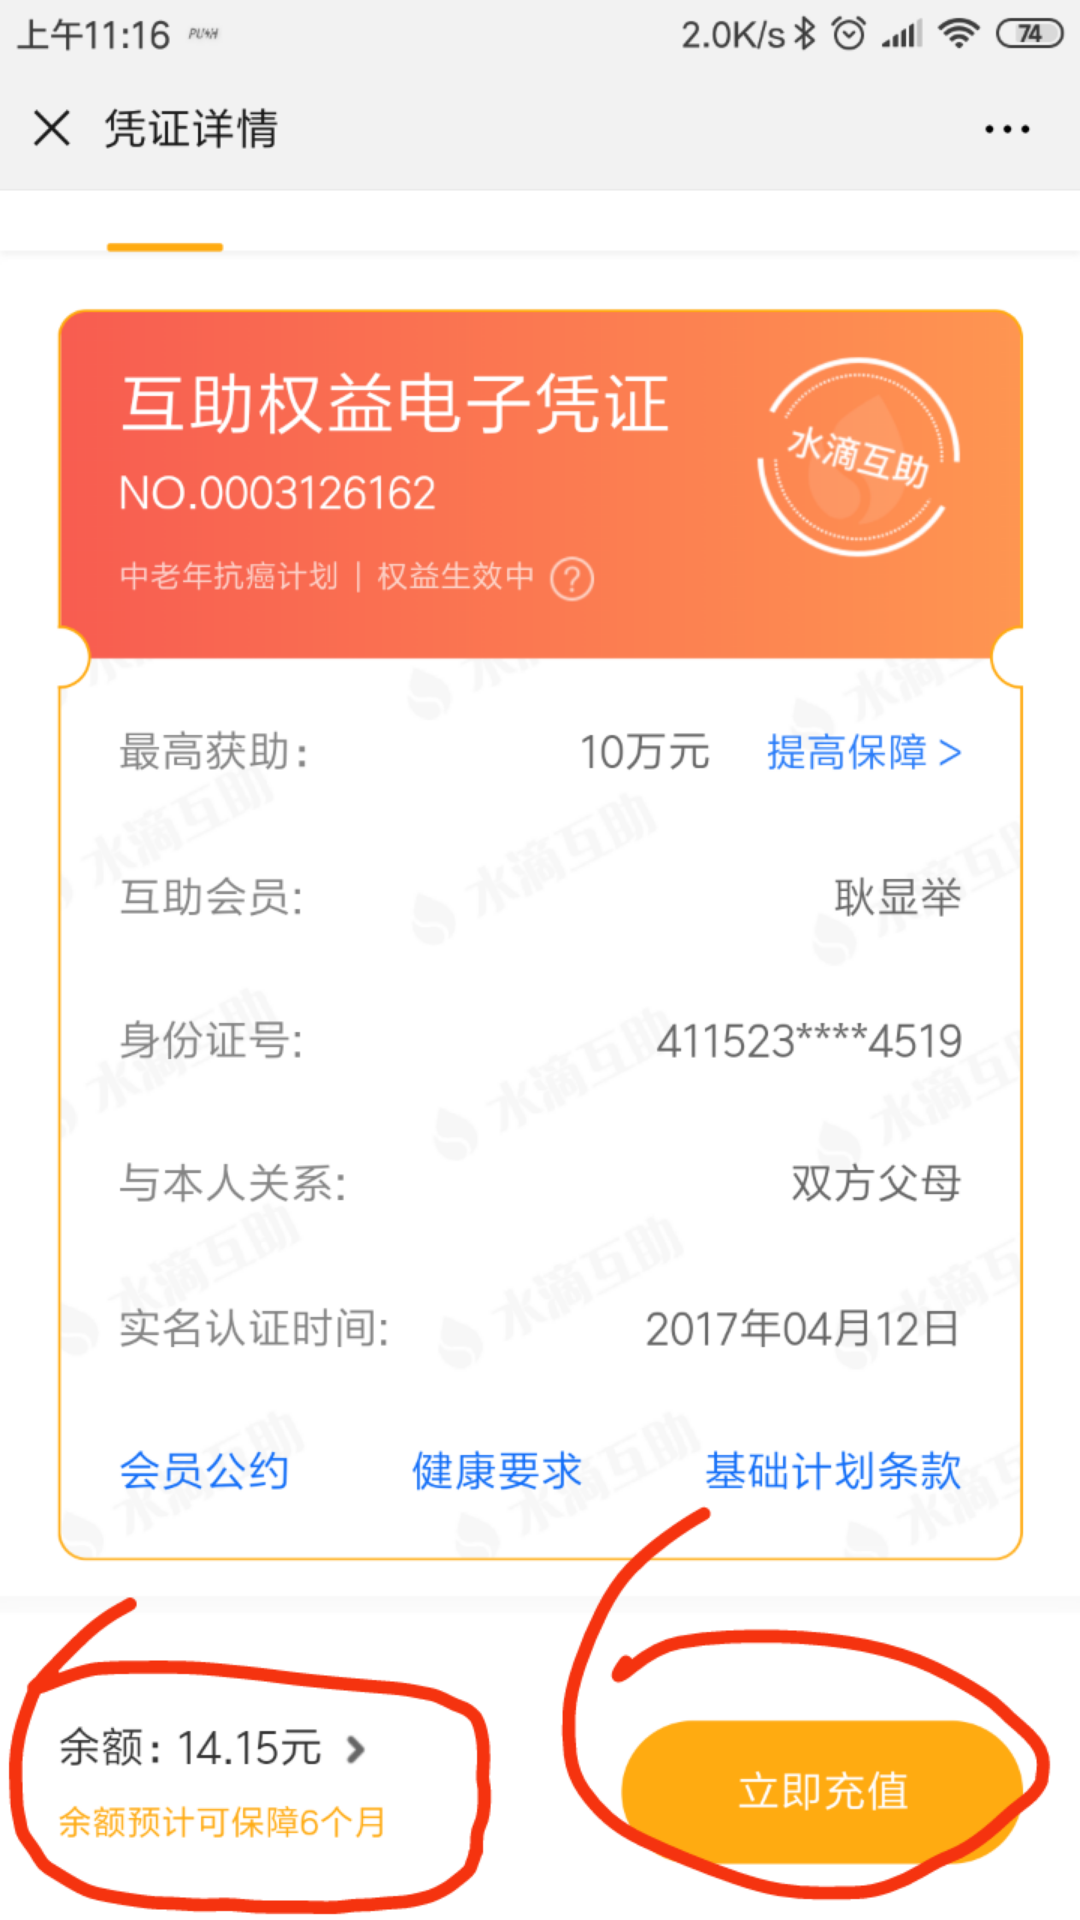 上午11:16 PUSH 2.0K/s 74
凭证详情
互助权益电子凭证
水滴互助
NO.0003126162
中老年抗癌计划 | 权益生效中 ?
最高获助: 10万元 提高保障 >
互助会员: 耿显举
身份证号: 411523****4519
与本人关系: 双方父母
实名认证时间: 2017年04月12日
会员公约 健康要求 基础计划条款
余额: 14.15元 >
余额预计可保障6个月
立即充值